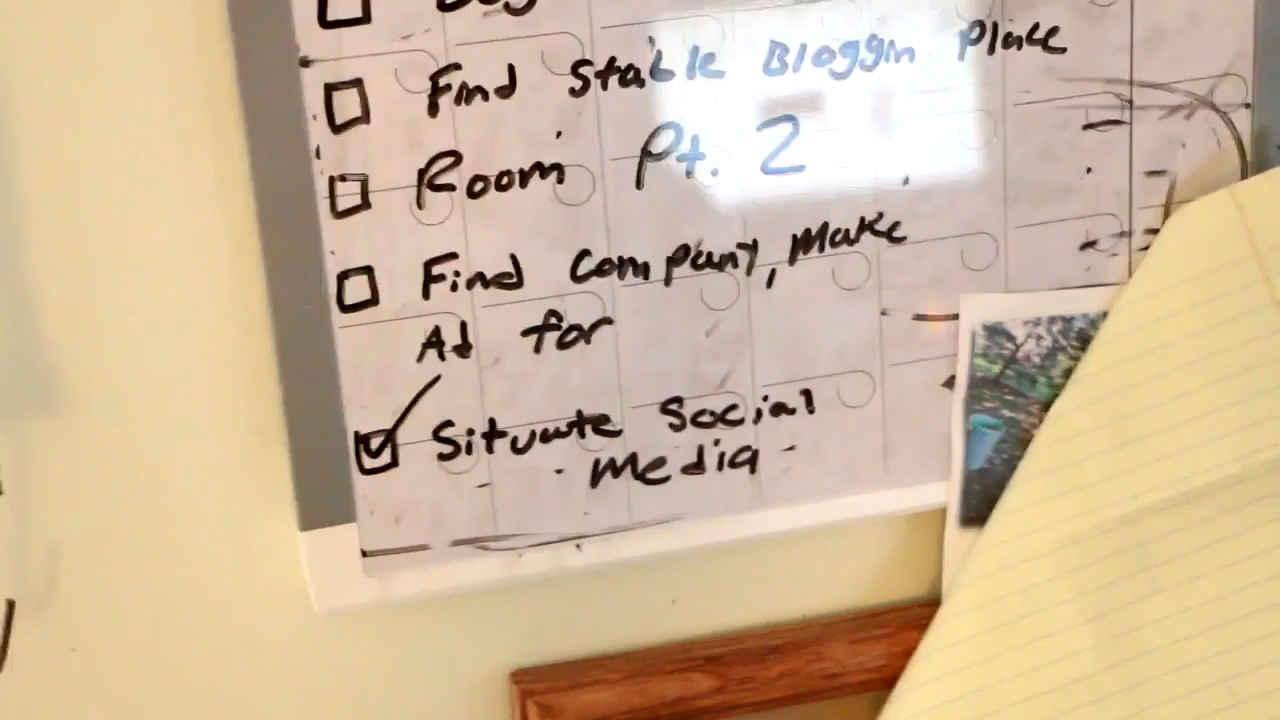 Find Stable Bloggin Place
Room Pt. 2
Find Company, Make
Ad for
Situate Social
- Media -